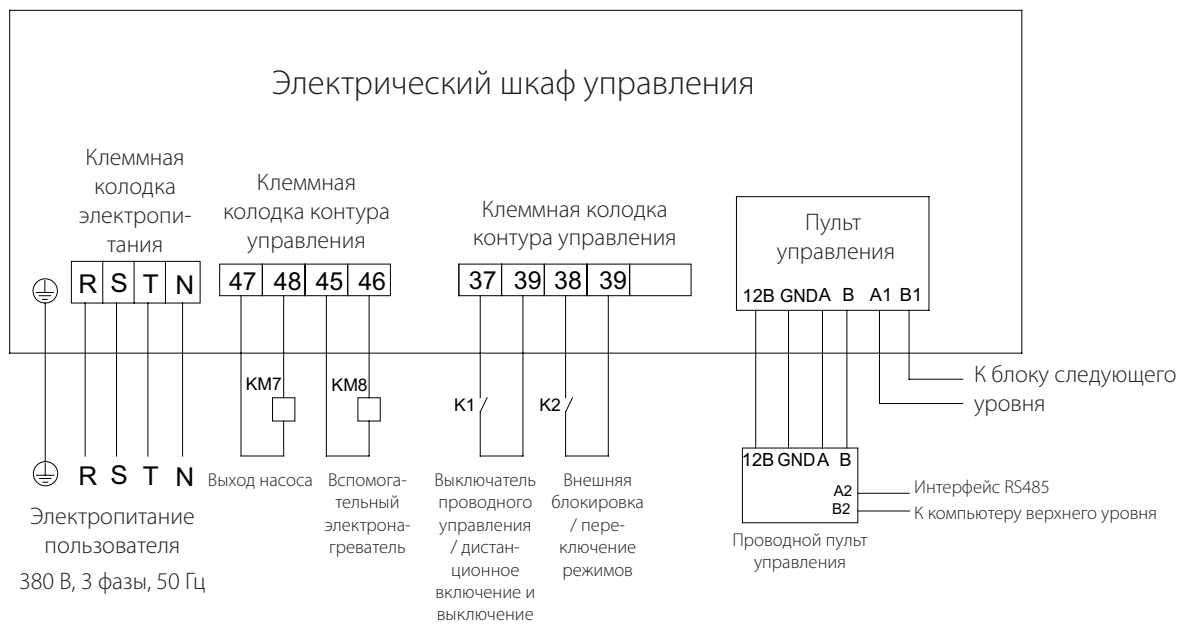 Электрический шкаф управления
Клеммная
колодка
электропи-
тания
R S T N
Клеммная
колодка контура
управления
47 48 45 46
Клеммная колодка
контура управления
37 39 38 39
Пульт
управления
12В GND A B A1 B1
KM7
KM8
K1
K2
К блоку следующего
уровня
R S T N
Электропитание
пользователя
380 В, 3 фазы, 50 Гц
Выход насоса
Вспомога-
тельный
электрона-
греватель
Выключатель
проводного
управления
/ дистан-
ционное
включение и
выключение
Внешняя
блокировка
/ пере-
ключение
режимов
12В GND A B
A2
B2
Интерфейс RS485
К компьютеру верхнего уровня
Проводной пульт
управления